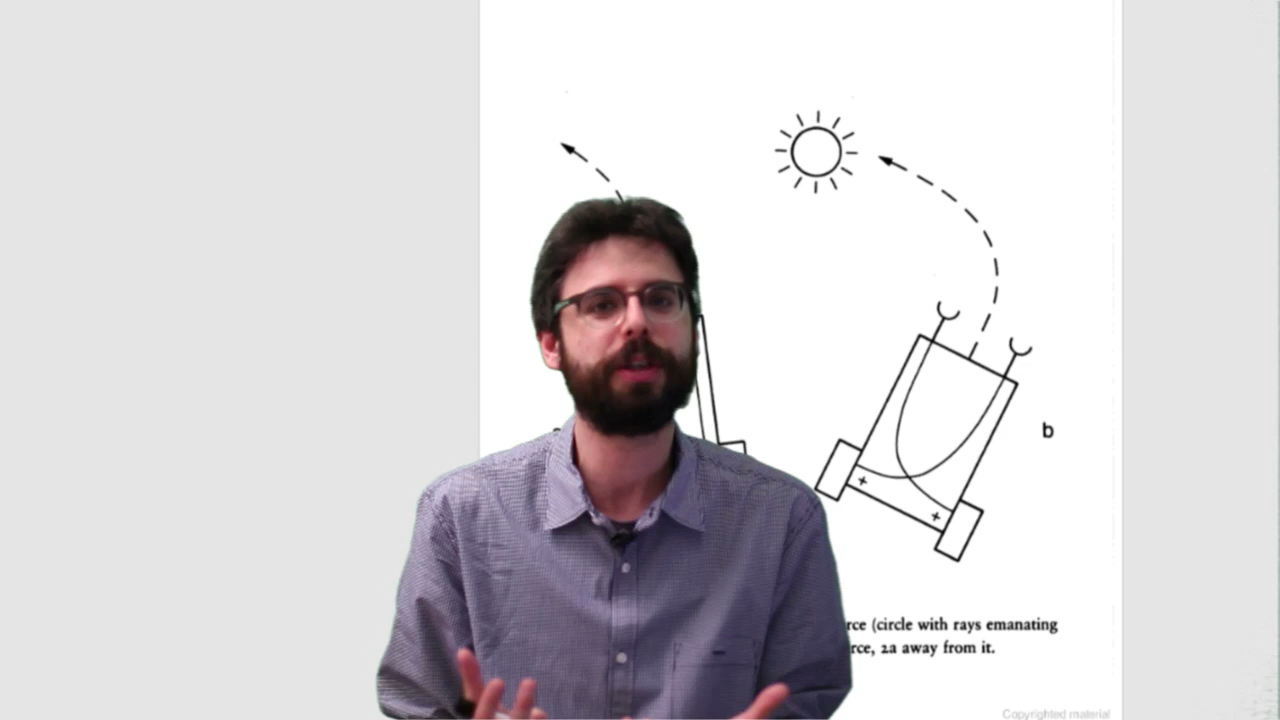 b
+
+
rce (circle with rays emanating
rce, 2a away from it.
Copyrighted material